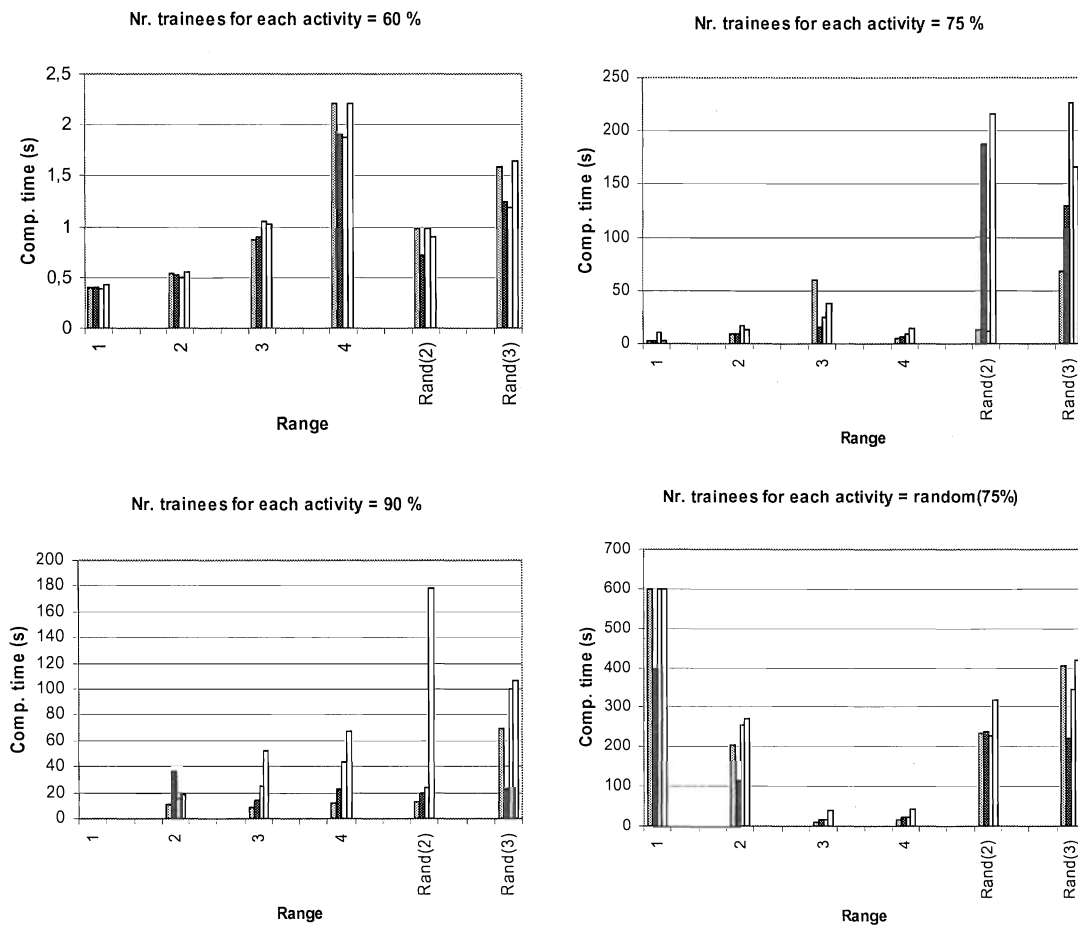 Nr. trainees for each activity = 60 %
Comp. time (s)
2,5
2
1,5
1
0,5
0
1
2
3
4
Rand(2)
Rand(3)
Range
Nr. trainees for each activity = 75 %
Comp. time (s)
250
200
150
100
50
0
1
2
3
4
Rand(2)
Rand(3)
Range
Nr. trainees for each activity = 90 %
Comp. time (s)
200
180
160
140
120
100
80
60
40
20
0
1
2
3
4
Rand(2)
Rand(3)
Range
Nr. trainees for each activity = random(75%)
Comp. time (s)
700
600
500
400
300
200
100
0
1
2
3
4
Rand(2)
Rand(3)
Range